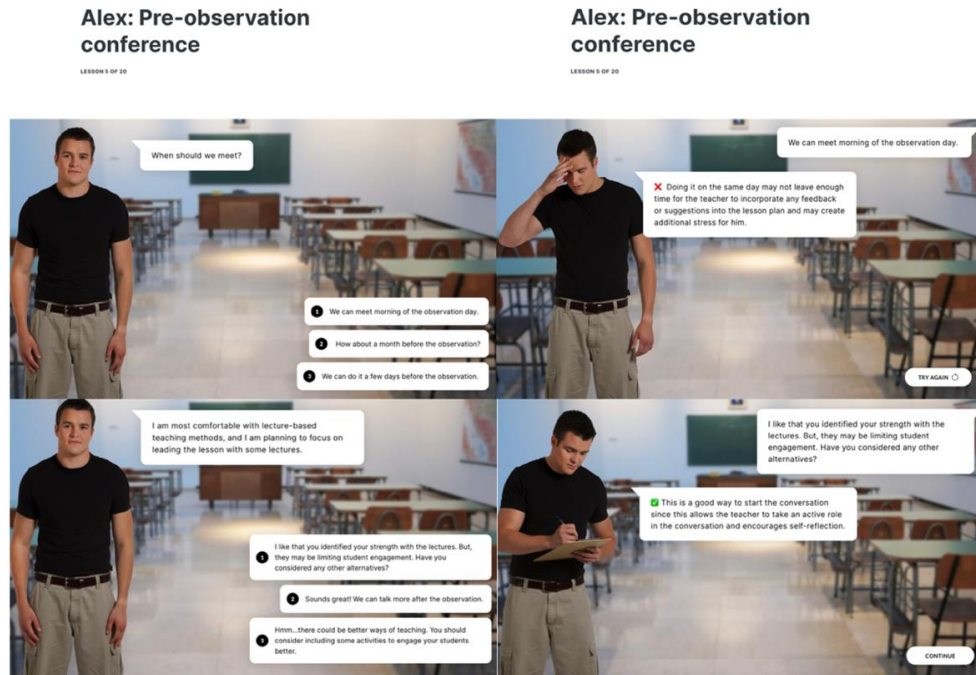 Alex: Pre-observation
conference
LESSON 5 OF 20
Alex: Pre-observation
conference
LESSON 5 OF 20
When should we meet?
1 We can meet morning of the observation day.
2 How about a month before the observation?
3 We can do it a few days before the observation.
We can meet morning of the observation day.
❌ Doing it on the same day may not leave enough
time for the teacher to incorporate any feedback
or suggestions into the lesson plan and may create
additional stress for him.
TRY AGAIN
I am most comfortable with lecture-based
teaching methods, and I am planning to focus on
leading the lesson with some lectures.
1 I like that you identified your strength with the lectures. But,
they may be limiting student engagement. Have you
considered any other alternatives?
2 Sounds great! We can talk more after the observation.
3 Hmm...there could be better ways of teaching. You should
consider including some activities to engage your students
better.
I like that you identified your strength with the
lectures. But, they may be limiting student
engagement. Have you considered any other
alternatives?
✅ This is a good way to start the conversation
since this allows the teacher to take an active role
in the conversation and encourages self-reflection.
CONTINUE